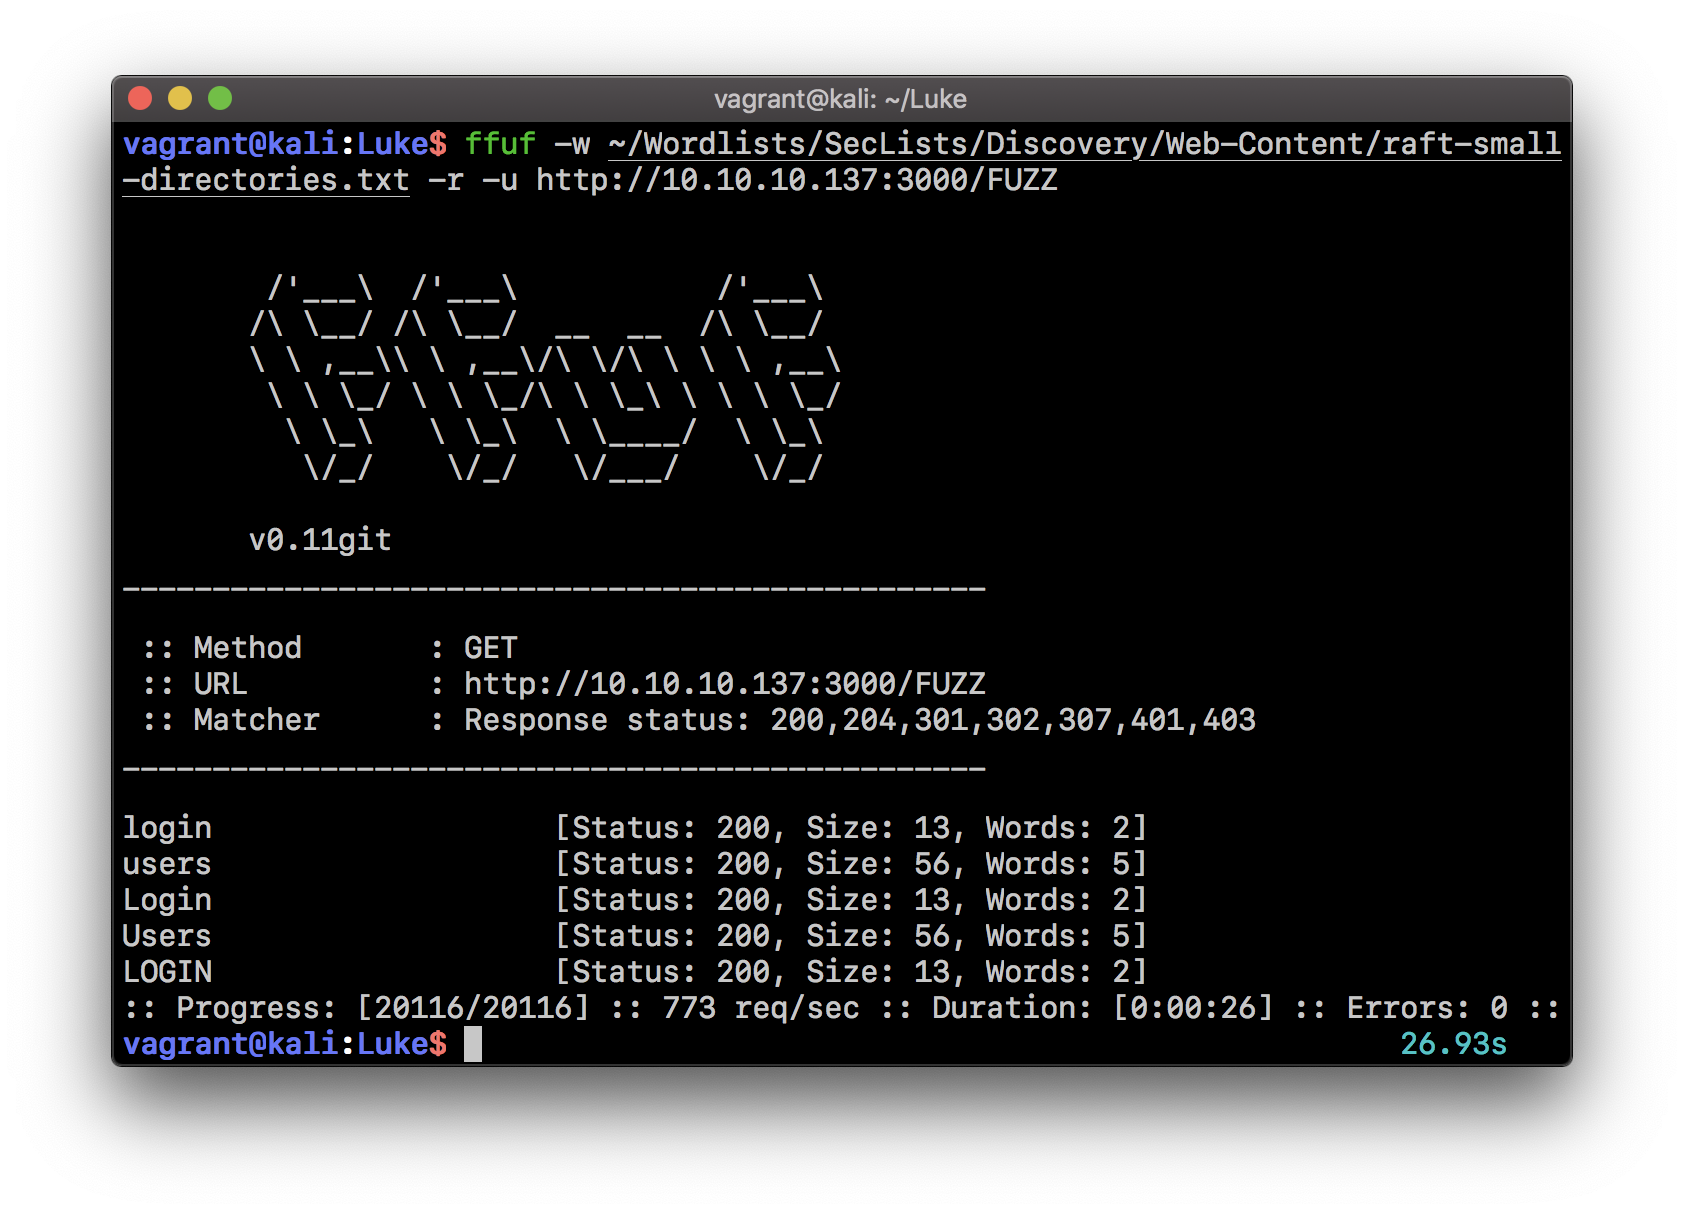 vagrant@kali: ~/Luke
vagrant@kali:Luke$ ffuf -w ~/Wordlists/SecLists/Discovery/Web-Content/raft-small
-directories.txt -r -u http://10.10.10.137:3000/FUZZ
        /'___\  /'___\           /'___\
       /\ \__/ /\ \__/  __  __  /\ \__/
       \ \ ,__\\ \ ,__\/\ \/\ \ \ \ ,__\
        \ \ \_/ \ \ \_/\ \ \_\ \ \ \ \_/
         \ \_\   \ \_\  \ \____/  \ \_\
          \/_/    \/_/   \/___/    \/_/
       v0.11git
________________________________________________
 :: Method       : GET
 :: URL          : http://10.10.10.137:3000/FUZZ
 :: Matcher      : Response status: 200,204,301,302,307,401,403
________________________________________________
login                   [Status: 200, Size: 13, Words: 2]
users                   [Status: 200, Size: 56, Words: 5]
Login                   [Status: 200, Size: 13, Words: 2]
Users                   [Status: 200, Size: 56, Words: 5]
LOGIN                   [Status: 200, Size: 13, Words: 2]
:: Progress: [20116/20116] :: 773 req/sec :: Duration: [0:00:26] :: Errors: 0 ::
vagrant@kali:Luke$ 26.93s